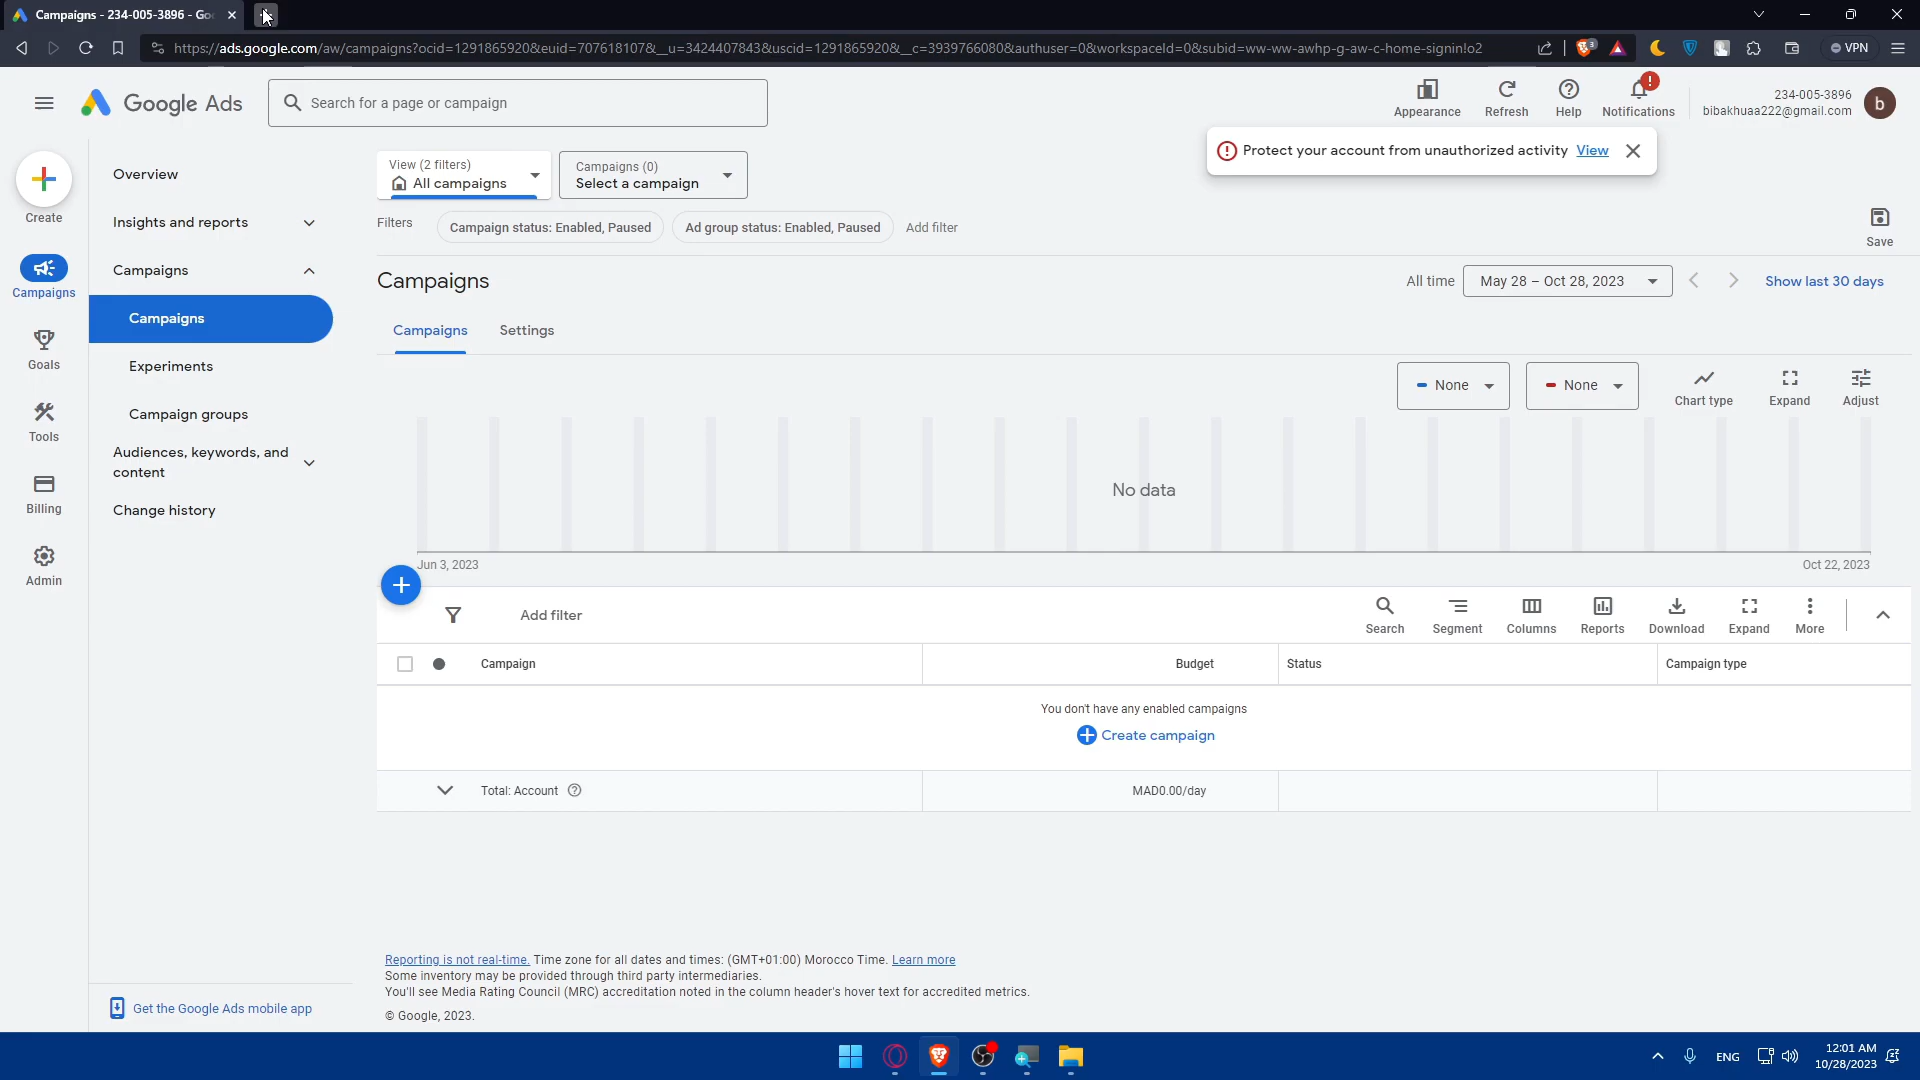 Campaigns - 234-005-3896 - Go
https://ads.google.com/aw/campaigns?ocid=1291865920&euid=707618107&__u=3424407843&uscid=1291865920&__c=3939766080&authuser=0&workspaceId=0&subid=ww-ww-awhp-g-aw-c-home-signin!o2
3
VPN
Google Ads
Search for a page or campaign
Appearance
Refresh
Help
Notifications
234-005-3896
bibakhuaa222@gmail.com
b
Protect your account from unauthorized activity View
Create
Campaigns
Goals
Tools
Billing
Admin
Overview
Insights and reports
Campaigns
Campaigns
Experiments
Campaign groups
Audiences, keywords, and
content
Change history
Get the Google Ads mobile app
View (2 filters)
All campaigns
Campaigns (0)
Select a campaign
Filters
Campaign status: Enabled, Paused
Ad group status: Enabled, Paused
Add filter
Save
Campaigns
All time
May 28 – Oct 28, 2023
Show last 30 days
Campaigns
Settings
None
None
Chart type
Expand
Adjust
No data
Jun 3, 2023
Oct 22, 2023
Add filter
Search
Segment
Columns
Reports
Download
Expand
More
Campaign
Budget
Status
Campaign type
You don't have any enabled campaigns
Create campaign
Total: Account
MAD0.00/day
Reporting is not real-time. Time zone for all dates and times: (GMT+01:00) Morocco Time. Learn more
Some inventory may be provided through third party intermediaries.
You'll see Media Rating Council (MRC) accreditation noted in the column header's hover text for accredited metrics.
© Google, 2023.
ENG
12:01 AM
10/28/2023